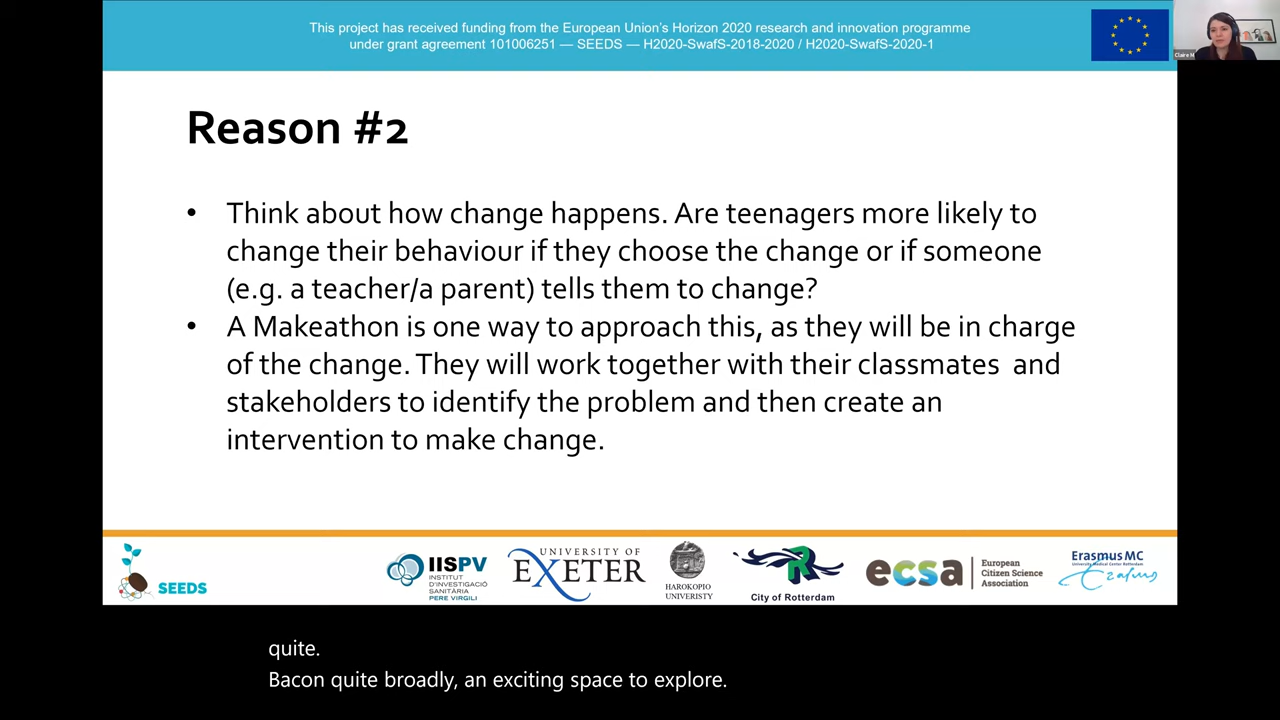 This project has received funding from the European Union's Horizon 2020 research and innovation programme
under grant agreement 101006251 — SEEDS — H2020-SwafS-2018-2020 / H2020-SwafS-2020-1
Claire M
Reason #2
• Think about how change happens. Are teenagers more likely to
change their behaviour if they choose the change or if someone
(e.g. a teacher/a parent) tells them to change?
• A Makeathon is one way to approach this, as they will be in charge
of the change. They will work together with their classmates and
stakeholders to identify the problem and then create an
intervention to make change.
SEEDS
IISPV
INSTITUT
D'INVESTIGACIÓ
SANITÀRIA
PERE VIRGILI
UNIVERSITY OF
EXETER
HAROKOPIO
UNIVERISTY
R
City of Rotterdam
ecsa
European
Citizen Science
Association
Erasmus MC
University Medical Center Rotterdam
Erasmus
quite.
Bacon quite broadly, an exciting space to explore.